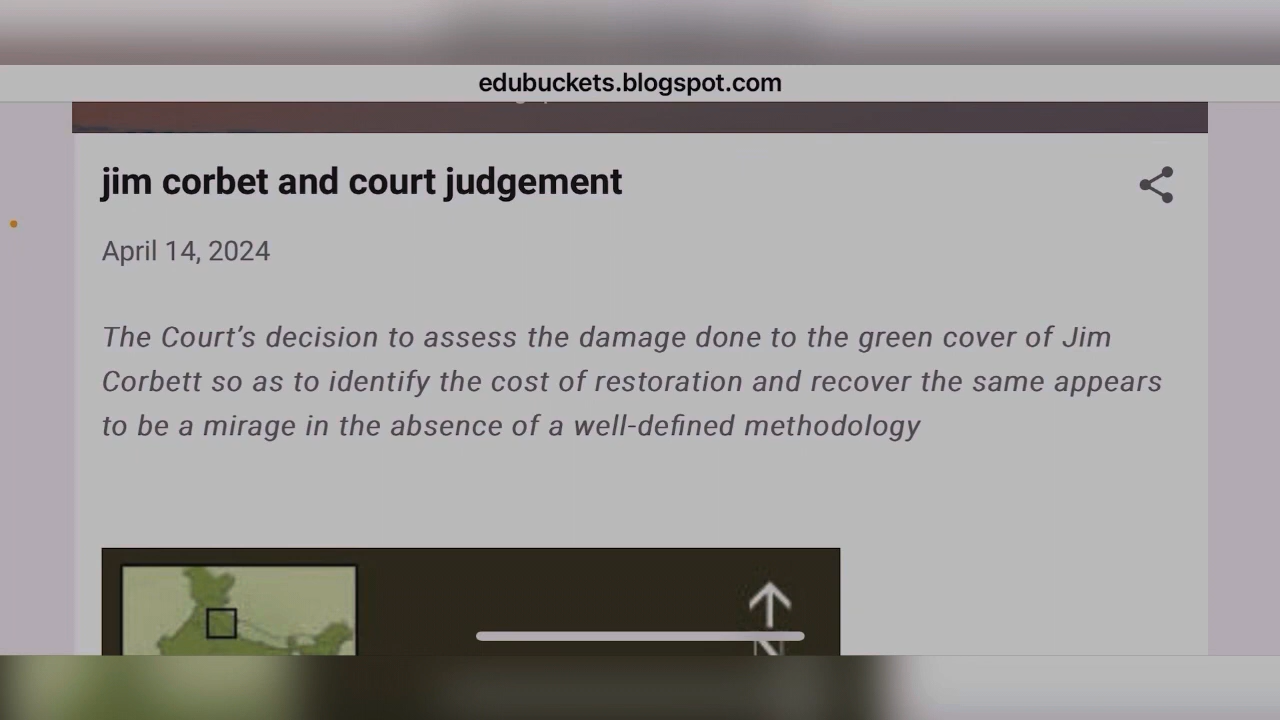 edubuckets.blogspot.com
jim corbet and court judgement
April 14, 2024
The Court’s decision to assess the damage done to the green cover of Jim
Corbett so as to identify the cost of restoration and recover the same appears
to be a mirage in the absence of a well-defined methodology
N